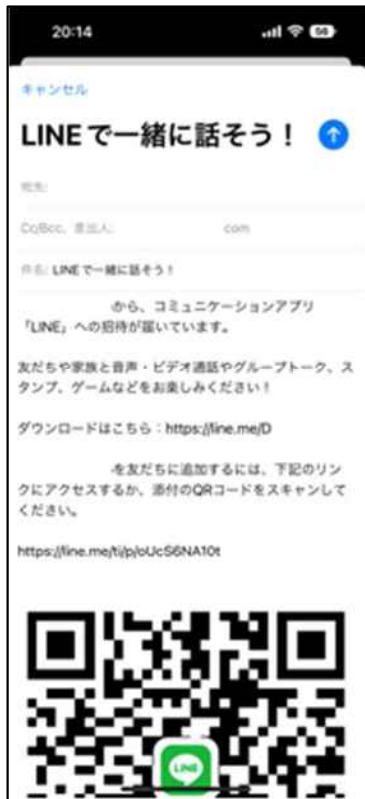 20:14
56
キャンセル
LINEで一緒に話そう！
宛先:
Cc/Bcc、差出人: com
件名: LINEで一緒に話そう！
から、コミュニケーションアプリ
「LINE」への招待が届いています。
友だちや家族と音声・ビデオ通話やグループトーク、ス
タンプ、ゲームなどをお楽しみください！
ダウンロードはこちら：https://line.me/D
を友だちに追加するには、下記のリン
クにアクセスするか、添付のQRコードをスキャンして
ください。
https://line.me/ti/p/oUcS6NA10t
LINE